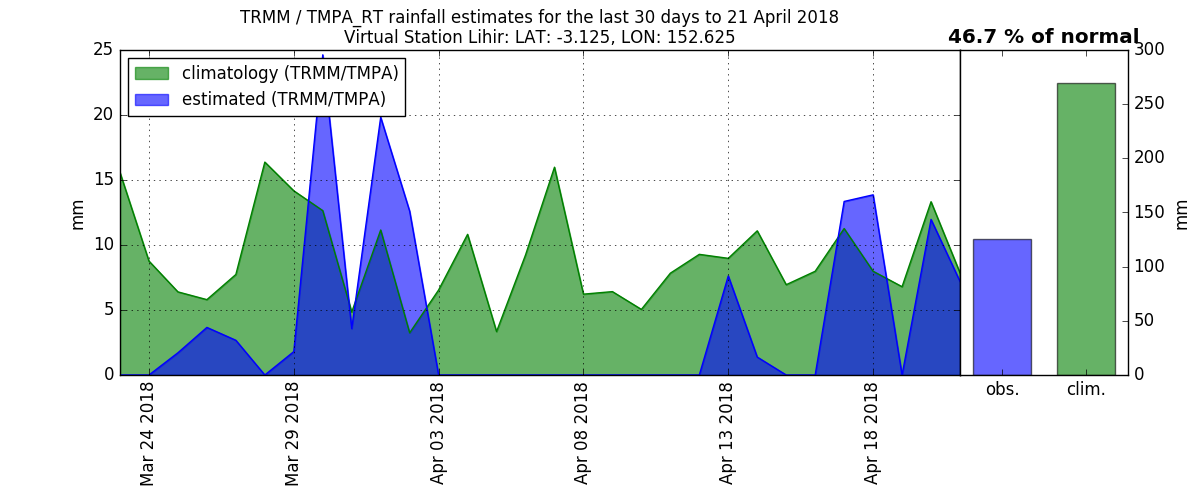 TRMM / TMPA_RT rainfall estimates for the last 30 days to 21 April 2018
Virtual Station Lihir: LAT: -3.125, LON: 152.625
46.7 % of normal
climatology (TRMM/TMPA)
estimated (TRMM/TMPA)
25
20
15
10
5
0
mm
Mar 24 2018
Mar 29 2018
Apr 03 2018
Apr 08 2018
Apr 13 2018
Apr 18 2018
300
250
200
150
100
50
0
mm
obs.
clim.